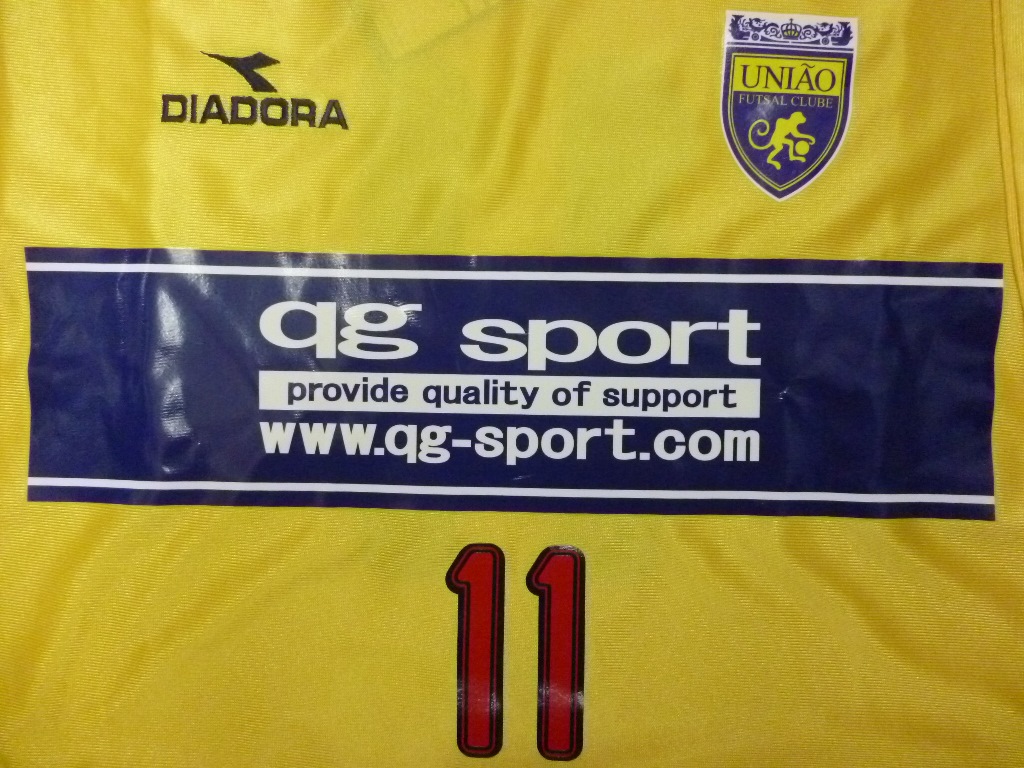 DIADORA
UNIÃO
FUTSAL CLUBE
qg sport
provide quality of support
www.qg-sport.com
11